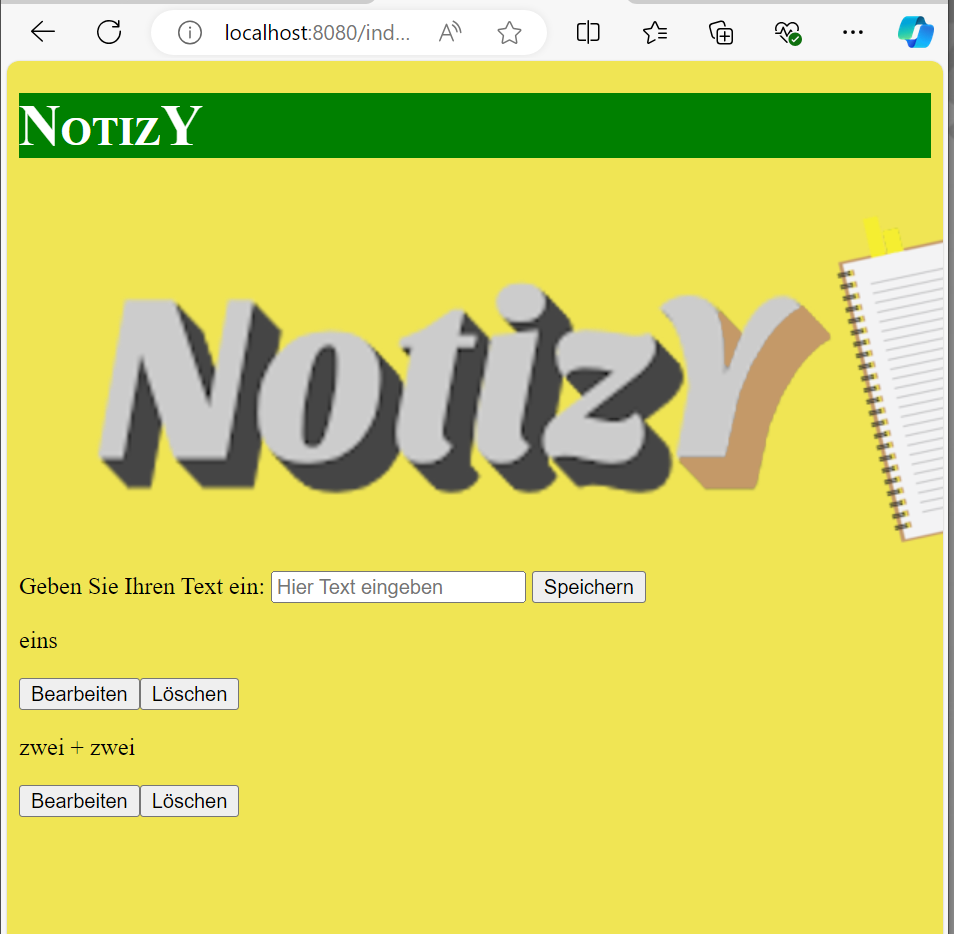 localhost:8080/ind...
NotizY
NotizY
Geben Sie Ihren Text ein: Hier Text eingeben Speichern
eins
Bearbeiten Löschen
zwei + zwei
Bearbeiten Löschen